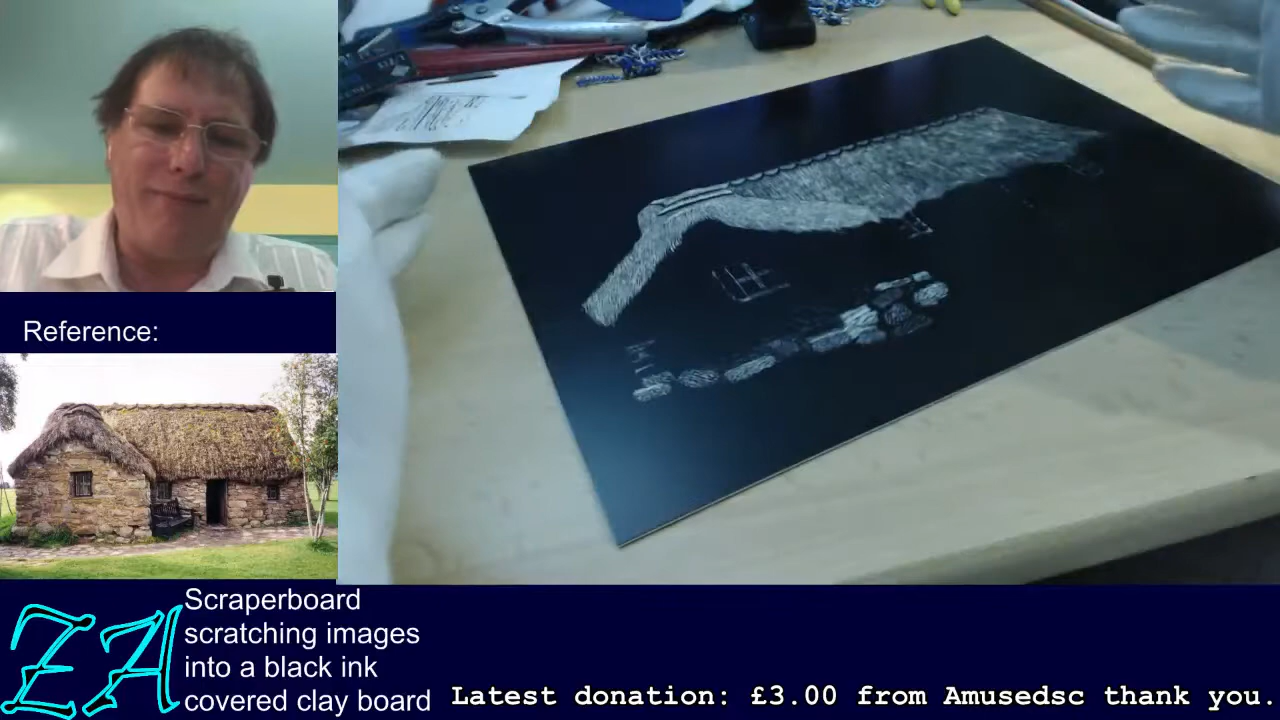 Reference:
ZA
Scraperboard
scratching images
into a black ink
covered clay board
Latest donation: £3.00 from Amusedsc thank you.